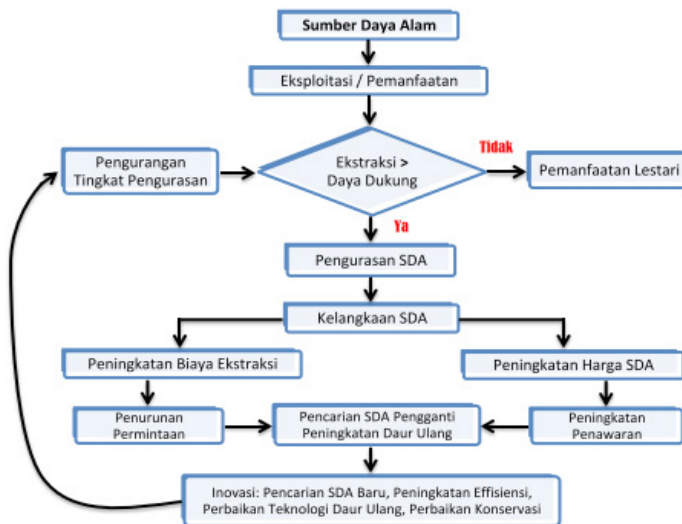 Sumber Daya Alam
Eksploitasi / Pemanfaatan
Pengurangan
Tingkat Pengurasan
Ekstraksi >
Daya Dukung
Tidak
Pemanfaatan Lestari
Ya
Pengurasan SDA
Kelangkaan SDA
Peningkatan Biaya Ekstraksi
Peningkatan Harga SDA
Penurunan
Permintaan
Pencarian SDA Pengganti
Peningkatan Daur Ulang
Peningkatan
Penawaran
Inovasi: Pencarian SDA Baru, Peningkatan Effisiensi,
Perbaikan Teknologi Daur Ulang, Perbaikan Konservasi